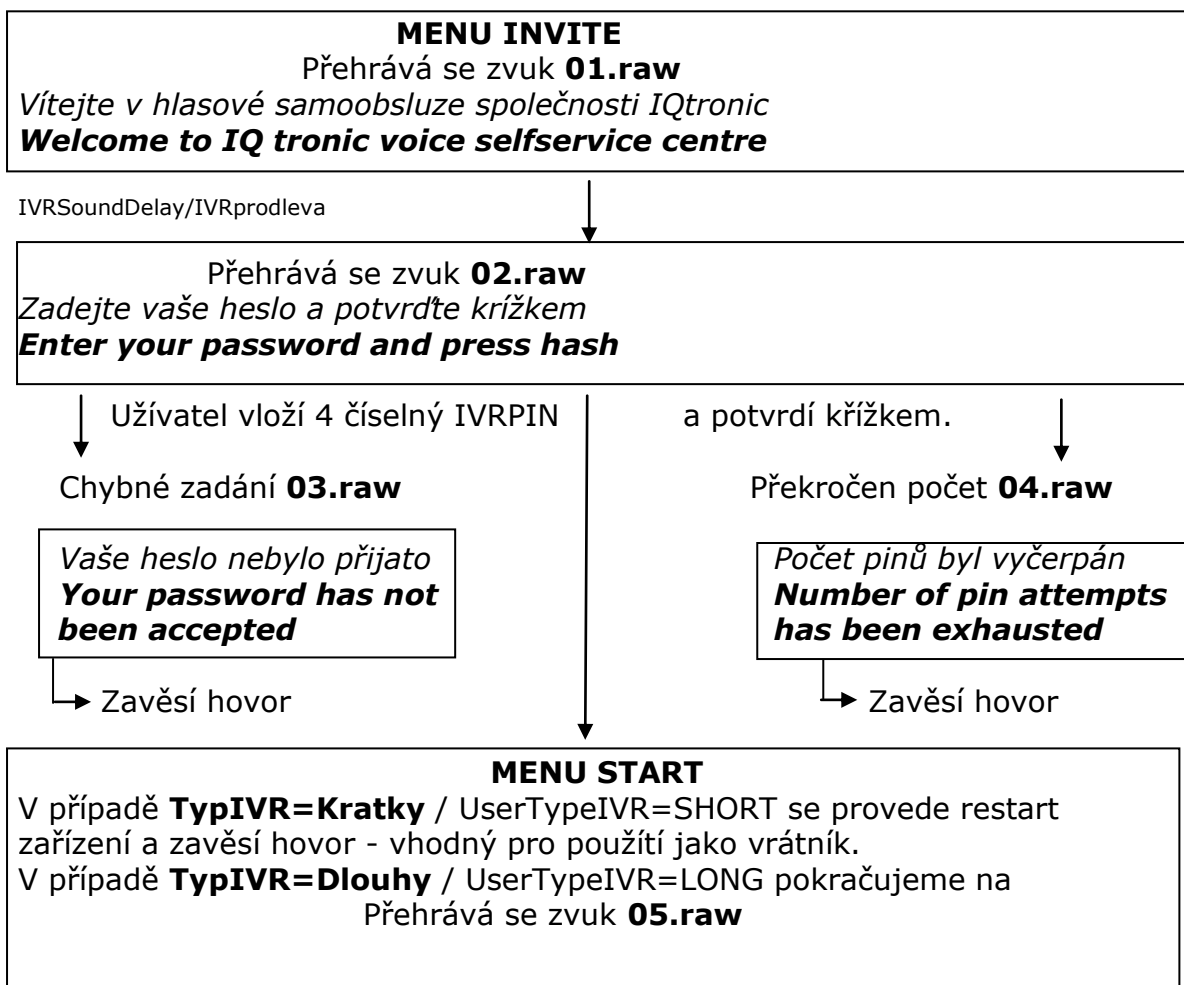 MENU INVITE
Přehrává se zvuk 01.raw
Vítejte v hlasové samoobsluze společnosti IQtronic
Welcome to IQ tronic voice selfservice centre
IVRSoundDelay/IVRprodleva
Přehrává se zvuk 02.raw
Zadejte vaše heslo a potvrďte krížkem
Enter your password and press hash
Užívatel vloží 4 číselný IVRPIN a potvrdí křížkem.
Chybné zadání 03.raw
Překročen počet 04.raw
Vaše heslo nebylo přijato
Your password has not
been accepted
Počet pinů byl vyčerpán
Number of pin attempts
has been exhausted
Zavěsí hovor
Zavěsí hovor
MENU START
V případě TypIVR=Kratky / UserTypeIVR=SHORT se provede restart
zařízení a zavěsí hovor - vhodný pro použítí jako vrátník.
V případě TypIVR=Dlouhy / UserTypeIVR=LONG pokračujeme na
Přehrává se zvuk 05.raw